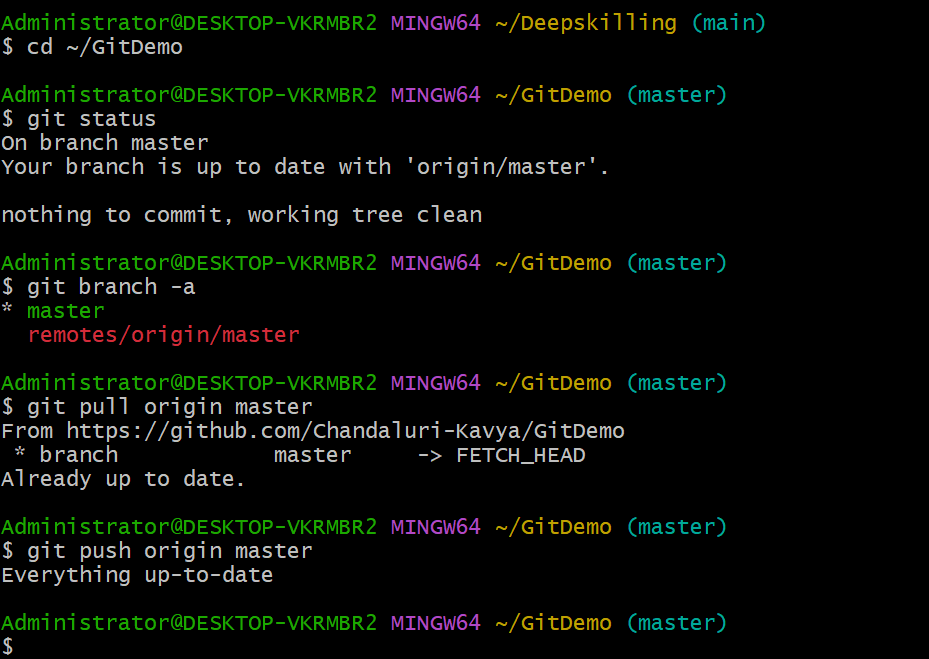 Administrator@DESKTOP-VKRMBR2 MINGW64 ~/Deepskilling (main)
$ cd ~/GitDemo
Administrator@DESKTOP-VKRMBR2 MINGW64 ~/GitDemo (master)
$ git status
On branch master
Your branch is up to date with 'origin/master'.
nothing to commit, working tree clean
Administrator@DESKTOP-VKRMBR2 MINGW64 ~/GitDemo (master)
$ git branch -a
* master
  remotes/origin/master
Administrator@DESKTOP-VKRMBR2 MINGW64 ~/GitDemo (master)
$ git pull origin master
From https://github.com/Chandaluri-Kavya/GitDemo
 * branch            master     -> FETCH_HEAD
Already up to date.
Administrator@DESKTOP-VKRMBR2 MINGW64 ~/GitDemo (master)
$ git push origin master
Everything up-to-date
Administrator@DESKTOP-VKRMBR2 MINGW64 ~/GitDemo (master)
$